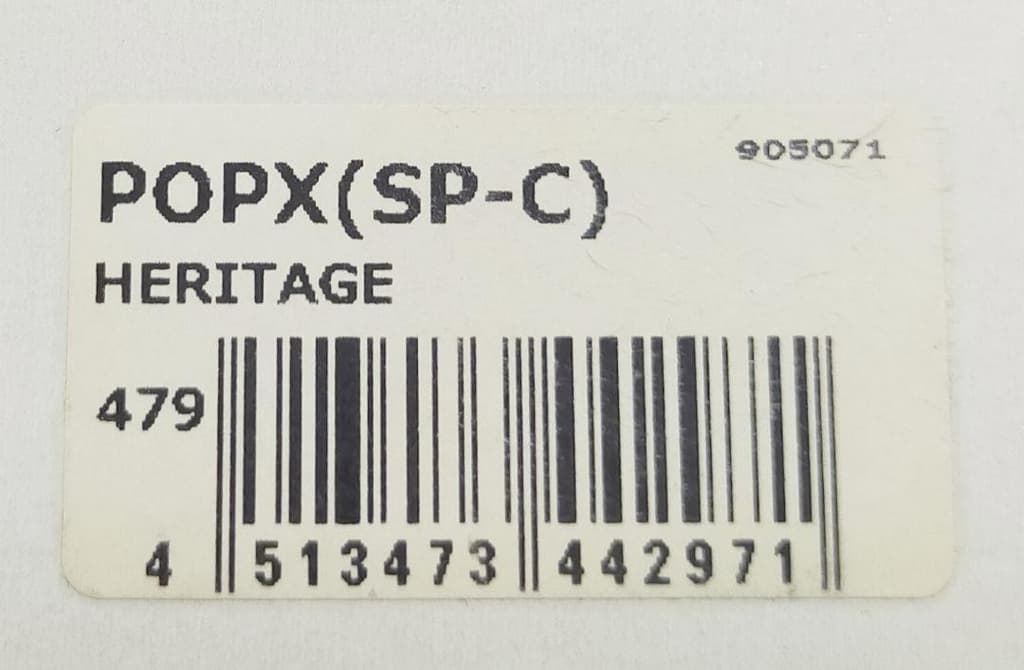 905071
POPX(SP-C)
HERITAGE
479
4 513473 442971